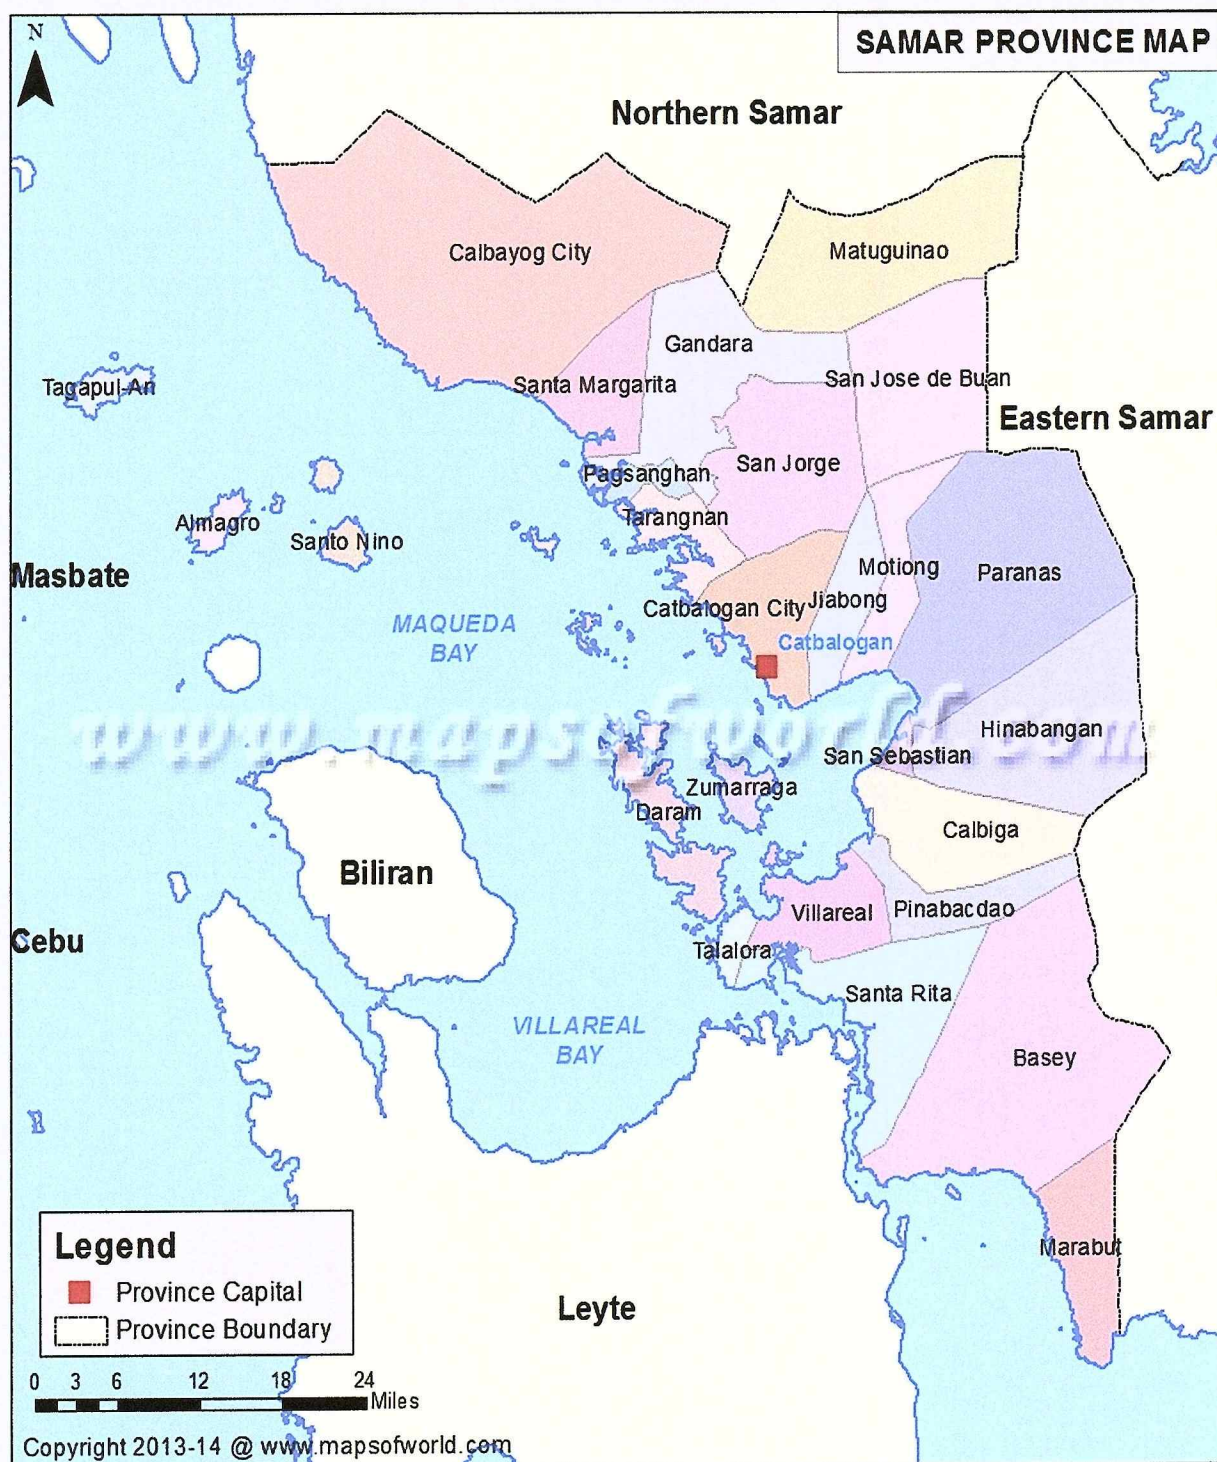 N
SAMAR PROVINCE MAP
Northern Samar
Calbayog City
Matuguinao
Gandara
Santa Margarita
San Jose de Buan
Tagapul-An
Eastern Samar
San Jorge
Pagsanghan
Tarangnan
Almagro
Santo Nino
Masbate
Motiong
Paranas
Jiabong
Catbalogan City
MAQUEDA
BAY
Catbalogan
www.mapsofworld.com
Hinabangan
San Sebastian
Zumarraga
Daram
Calbiga
Biliran
Villareal
Pinabacdao
Cebu
Talalora
Santa Rita
VILLAREAL
BAY
Basey
Marabut
Leyte
Legend
Province Capital
Province Boundary
0 3 6 12 18 24
Miles
Copyright 2013-14 @ www.mapsofworld.com